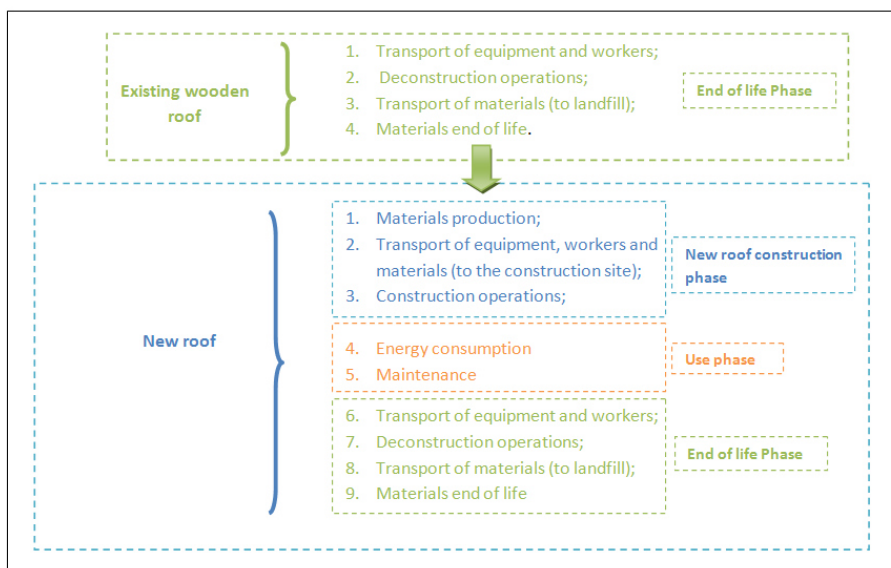 Existing wooden
roof
1. Transport of equipment and workers;
2. Deconstruction operations;
3. Transport of materials (to landfill);
4. Materials end of life.
End of life Phase
New roof
1. Materials production;
2. Transport of equipment, workers and
materials (to the construction site);
3. Construction operations;
New roof construction
phase
4. Energy consumption
5. Maintenance
Use phase
6. Transport of equipment and workers;
7. Deconstruction operations;
8. Transport of materials (to landfill);
9. Materials end of life
End of life Phase